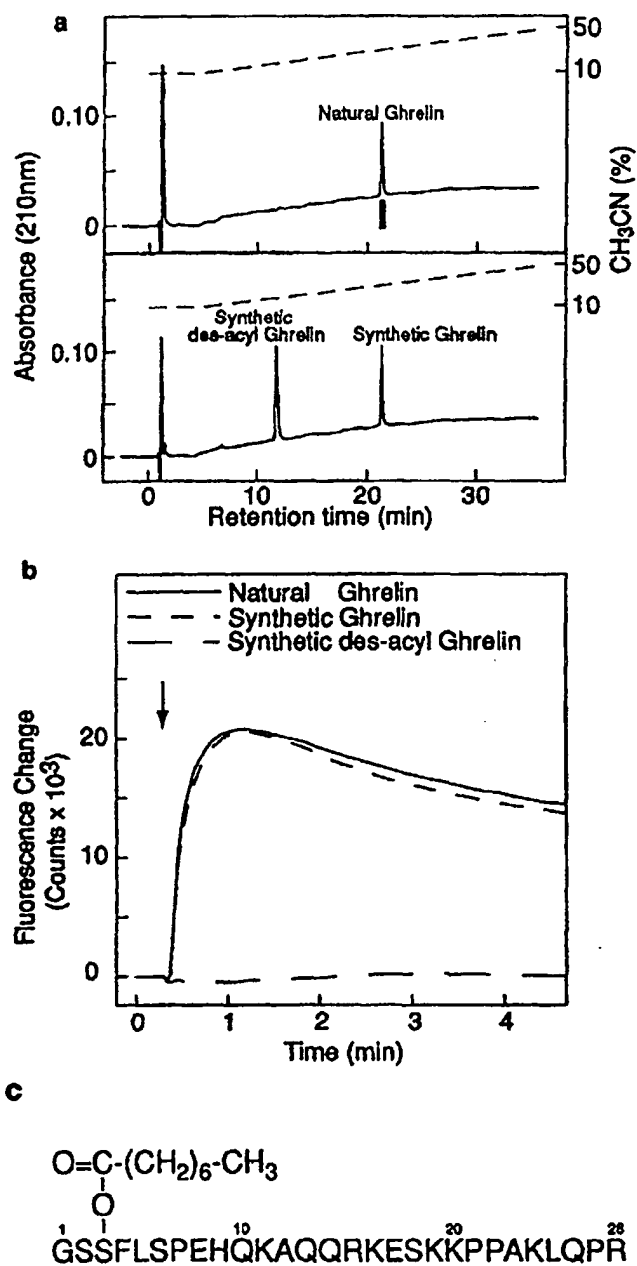 a
50
10
Natural Ghrelin
0.10
0
Absorbance (210nm)
CH3CN (%)
50
10
Synthetic
des-acyl Ghrelin
Synthetic Ghrelin
0.10
0
0 10 20 30
Retention time (min)
b
Natural Ghrelin
Synthetic Ghrelin
Synthetic des-acyl Ghrelin
20
10
0
Fluorescence Change
(Counts x 10³)
0 1 2 3 4
Time (min)
c
O=C-(CH2)6-CH3
O
1 10 20 28
GSSFLSPEHQKAQQRKESKKPPAKLQPR